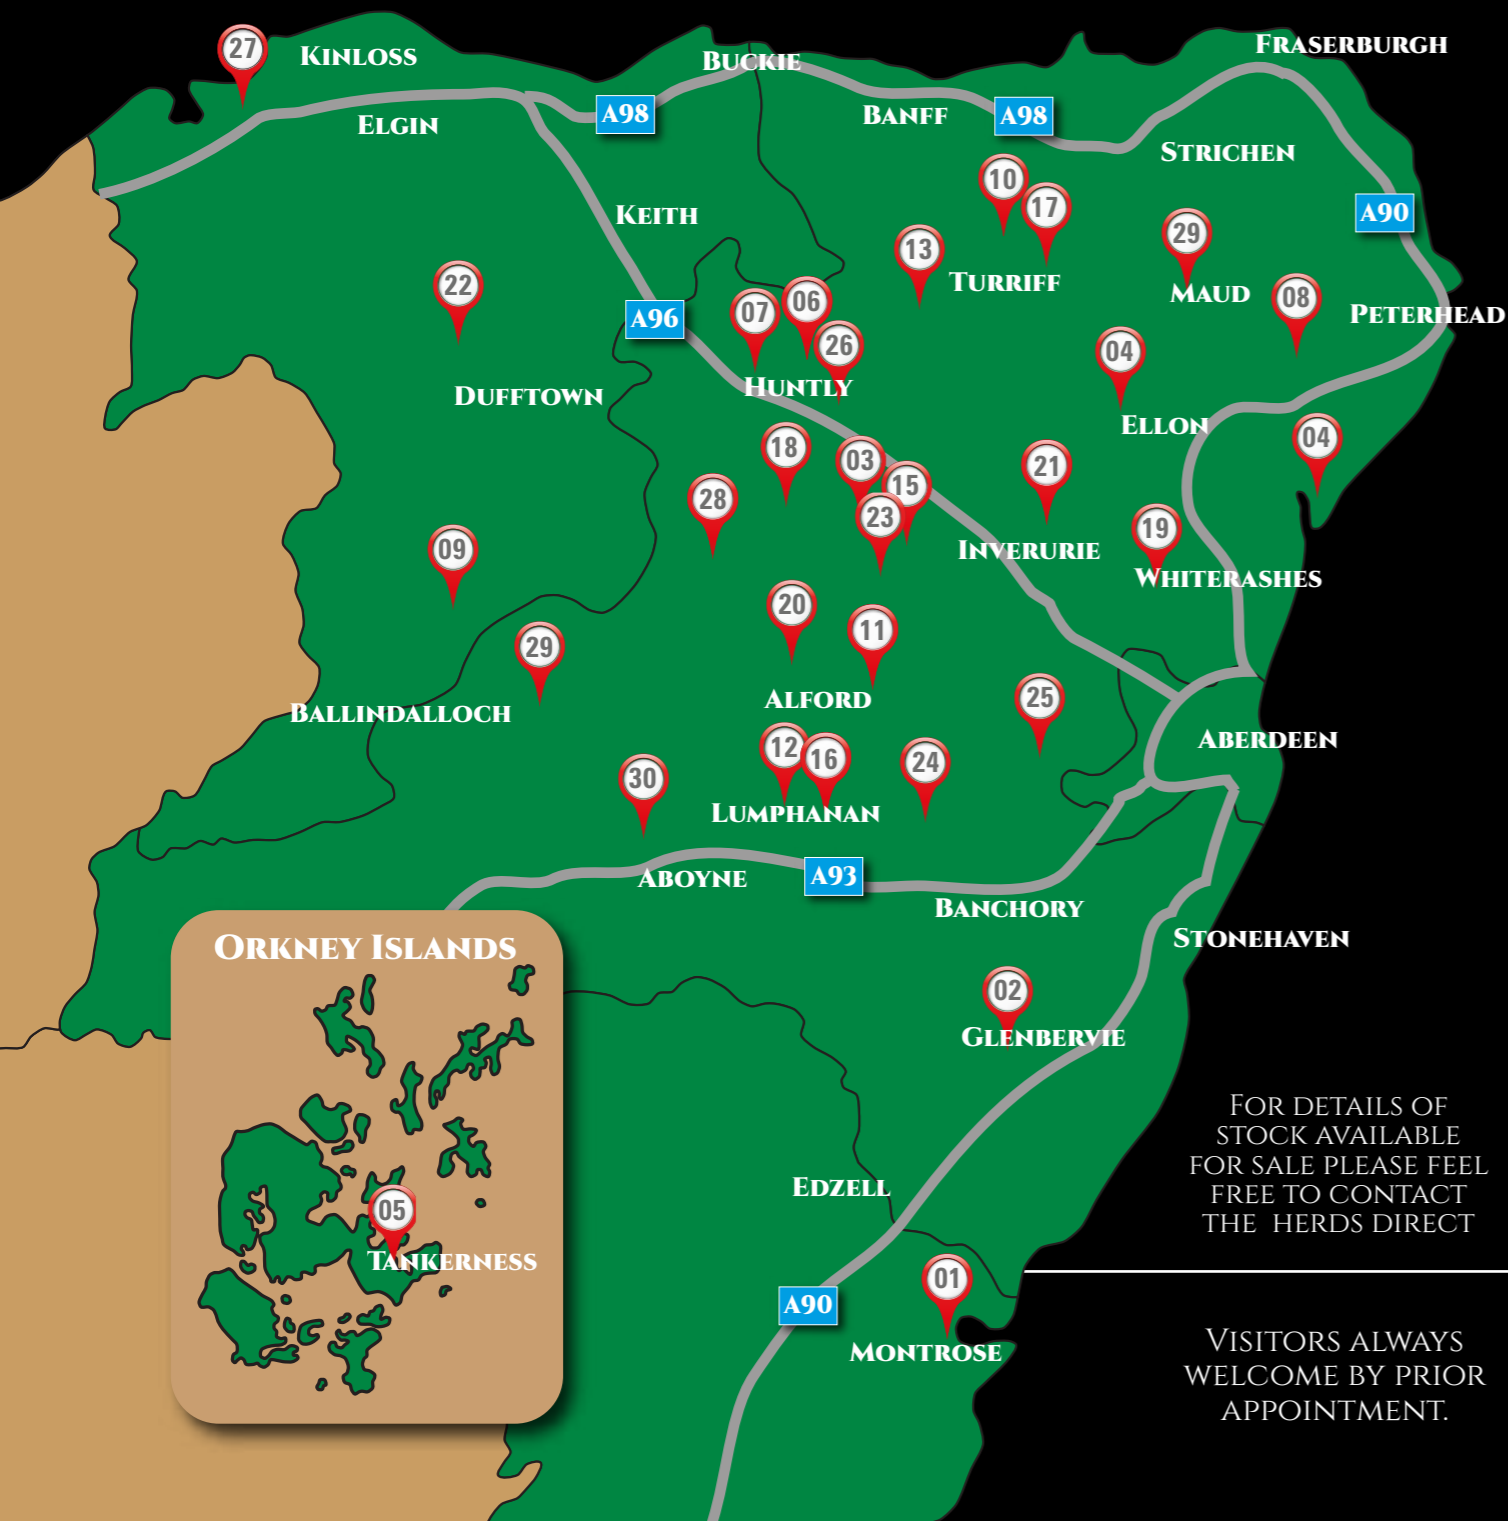 Fraserburgh
27
Kinloss
Buckie
Elgin
A98
Banff
A98
Strichen
10
17
Keith
A90
29
13
22
Turriff
Maud
08
07
06
A96
Peterhead
26
04
Dufftown
Huntly
Ellon
04
18
03
21
15
28
23
19
09
Inverurie
Whiterashes
20
11
29
25
Alford
Ballindalloch
Aberdeen
12
16
24
30
Lumphanan
Aboyne
A93
Banchory
Stonehaven
Orkney Islands
02
Glenbervie
05
Tankerness
Edzell
01
A90
Montrose
For details of
stock available
for sale please feel
free to contact
the herds direct
Visitors always
welcome by prior
appointment.